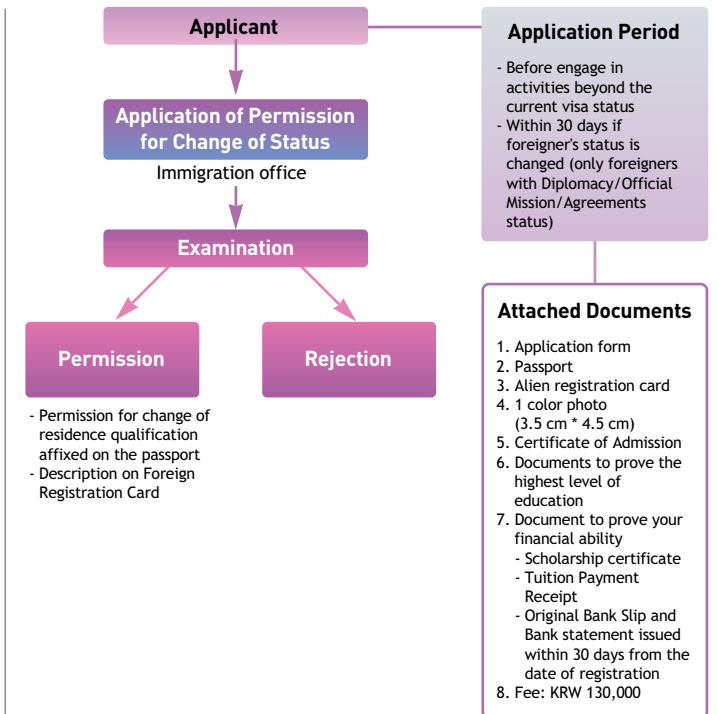 Applicant
Application of Permission
for Change of Status
Immigration office
Examination
Permission
Rejection
- Permission for change of
residence qualification
affixed on the passport
- Description on Foreign
Registration Card
Application Period
- Before engage in
activities beyond the
current visa status
- Within 30 days if
foreigner's status is
changed (only foreigners
with Diplomacy/Official
Mission/Agreements
status)
Attached Documents
1. Application form
2. Passport
3. Alien registration card
4. 1 color photo
(3.5 cm * 4.5 cm)
5. Certificate of Admission
6. Documents to prove the
highest level of
education
7. Document to prove your
financial ability
- Scholarship certificate
- Tuition Payment
Receipt
- Original Bank Slip and
Bank statement issued
within 30 days from the
date of registration
8. Fee: KRW 130,000